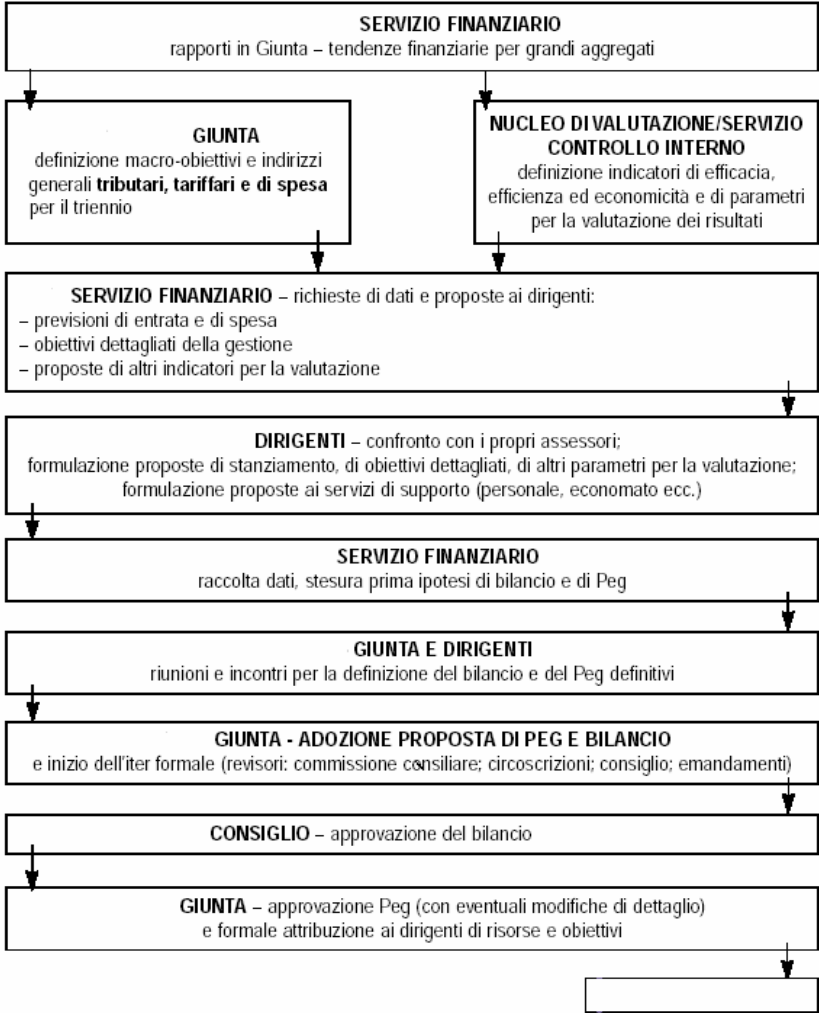 SERVIZIO FINANZIARIO
rapporti in Giunta – tendenze finanziarie per grandi aggregati
GIUNTA
definizione macro-obiettivi e indirizzi
generali tributari, tariffari e di spesa
per il triennio
NUCLEO DI VALUTAZIONE/SERVIZIO
CONTROLLO INTERNO
definizione indicatori di efficacia,
efficienza ed economicità e di parametri
per la valutazione dei risultati
SERVIZIO FINANZIARIO – richieste di dati e proposte ai dirigenti:
– previsioni di entrata e di spesa
– obiettivi dettagliati della gestione
– proposte di altri indicatori per la valutazione
DIRIGENTI – confronto con i propri assessori;
formulazione proposte di stanziamento, di obiettivi dettagliati, di altri parametri per la valutazione;
formulazione proposte ai servizi di supporto (personale, economato ecc.)
SERVIZIO FINANZIARIO
raccolta dati, stesura prima ipotesi di bilancio e di Peg
GIUNTA E DIRIGENTI
riunioni e incontri per la definizione del bilancio e del Peg definitivi
GIUNTA - ADOZIONE PROPOSTA DI PEG E BILANCIO
e inizio dell'iter formale (revisori: commissione consiliare; circoscrizioni; consiglio; emandamenti)
CONSIGLIO – approvazione del bilancio
GIUNTA – approvazione Peg (con eventuali modifiche di dettaglio)
e formale attribuzione ai dirigenti di risorse e obiettivi